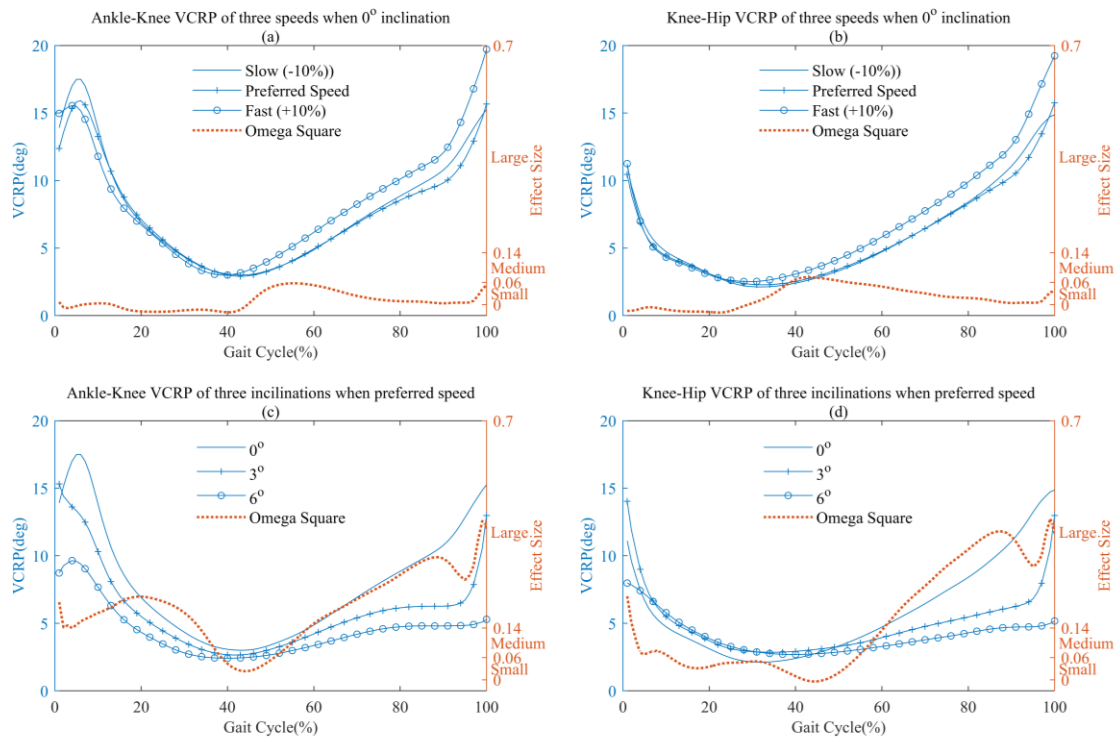 Ankle-Knee VCRP of three speeds when 0° inclination
(a)
20
15
10
5
0
VCRP(deg)
Slow (-10%))
Preferred Speed
Fast (+10%)
Omega Square
0.7
Large
0.14
Medium
0.06
Small
0
Effect Size
0 20 40 60 80 100
Gait Cycle(%)
Knee-Hip VCRP of three speeds when 0° inclination
(b)
20
15
10
5
0
VCRP(deg)
Slow (-10%))
Preferred Speed
Fast (+10%)
Omega Square
0.7
Large
0.14
Medium
0.06
Small
0
Effect Size
0 20 40 60 80 100
Gait Cycle(%)
Ankle-Knee VCRP of three incilinations when preferred speed
(c)
20
15
10
5
0
VCRP(deg)
0°
3°
6°
Omega Square
0.7
Large
0.14
Medium
0.06
Small
0
Effect Size
0 20 40 60 80 100
Gait Cycle(%)
Knee-Hip VCRP of three incilinations when preferred speed
(d)
20
15
10
5
0
VCRP(deg)
0°
3°
6°
Omega Square
0.7
Large
0.14
Medium
0.06
Small
0
Effect Size
0 20 40 60 80 100
Gait Cycle(%)